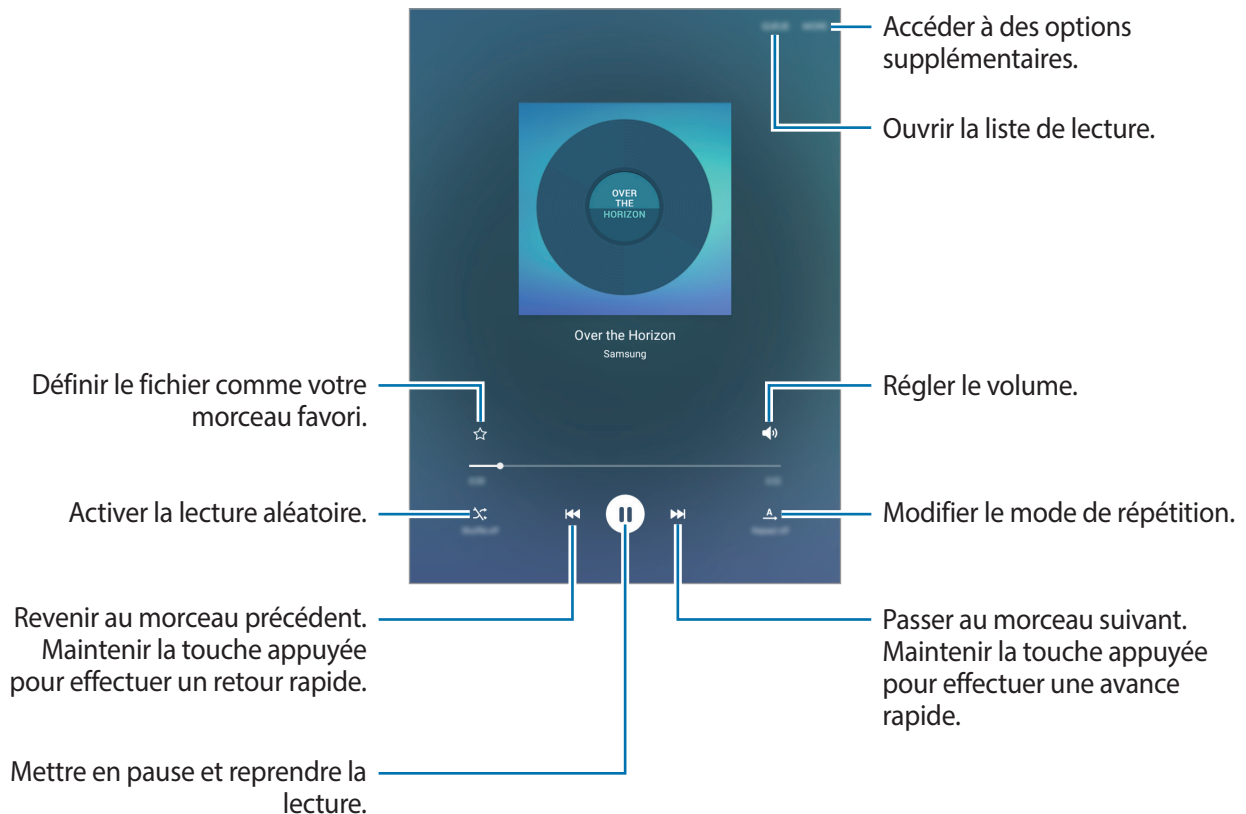 Accéder à des options
supplémentaires.
Ouvrir la liste de lecture.
OVER
THE
HORIZON
Over the Horizon
Samsung
Définir le fichier comme votre
morceau favori.
Régler le volume.
Activer la lecture aléatoire.
A
Modifier le mode de répétition.
Revenir au morceau précédent.
Maintenir la touche appuyée
pour effectuer un retour rapide.
Passer au morceau suivant.
Maintenir la touche appuyée
pour effectuer une avance
rapide.
Mettre en pause et reprendre la
lecture.